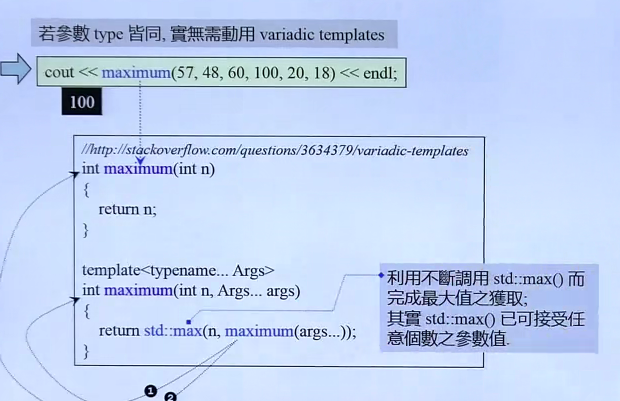 若參數 type 皆同, 實無需動用 variadic templates
cout << maximum(57, 48, 60, 100, 20, 18) << endl;
100
//http://stackoverflow.com/questions/3634379/variadic-templates
int maximum(int n)
{
return n;
}
template<typename... Args>
int maximum(int n, Args... args)
{
return std::max(n, maximum(args...));
}
利用不斷調用 std::max() 而
完成最大值之獲取;
其實 std::max() 已可接受任
意個數之參數值.
❶
❷